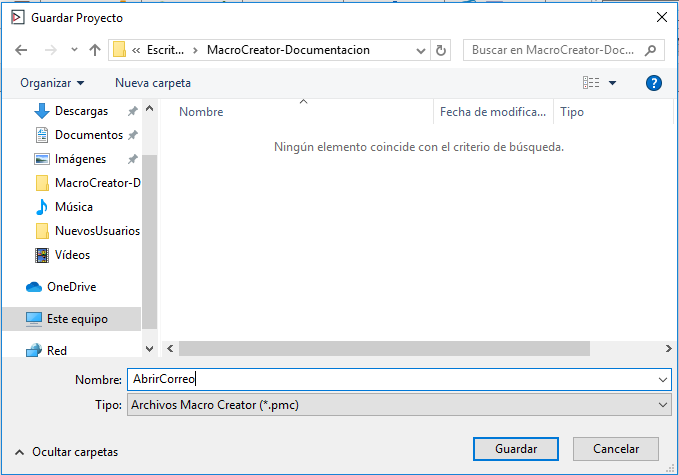 Guardar Proyecto
« Escrit... > MacroCreator-Documentacion
Buscar en MacroCreator-Doc...
Organizar
Nueva carpeta
Nombre
Fecha de modifica...
Tipo
Ningún elemento coincide con el criterio de búsqueda.
Descargas
Documentos
Imágenes
MacroCreator-D
Música
NuevosUsuarios
Vídeos
OneDrive
Este equipo
Red
Nombre: AbrirCorreo
Tipo: Archivos Macro Creator (*.pmc)
Ocultar carpetas
Guardar
Cancelar